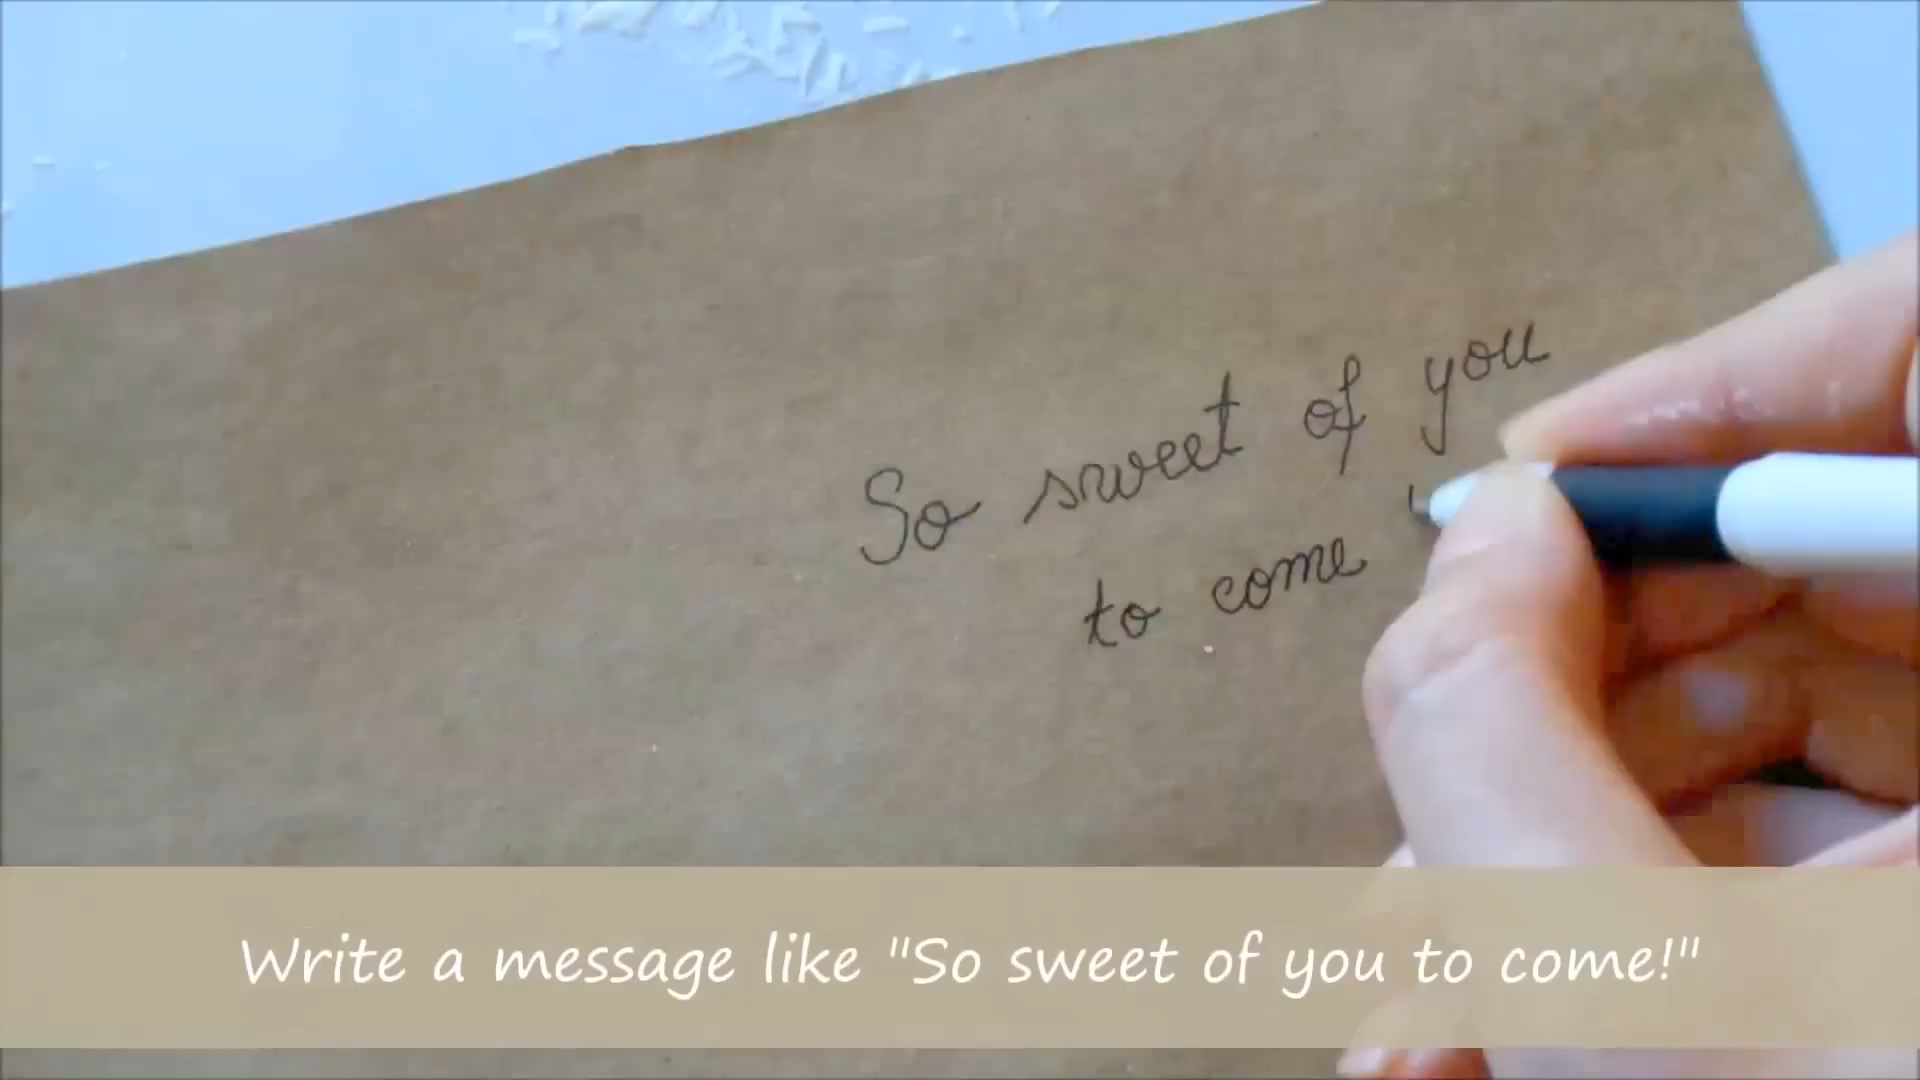 So sweet of you
to come
Write a message like "So sweet of you to come!"